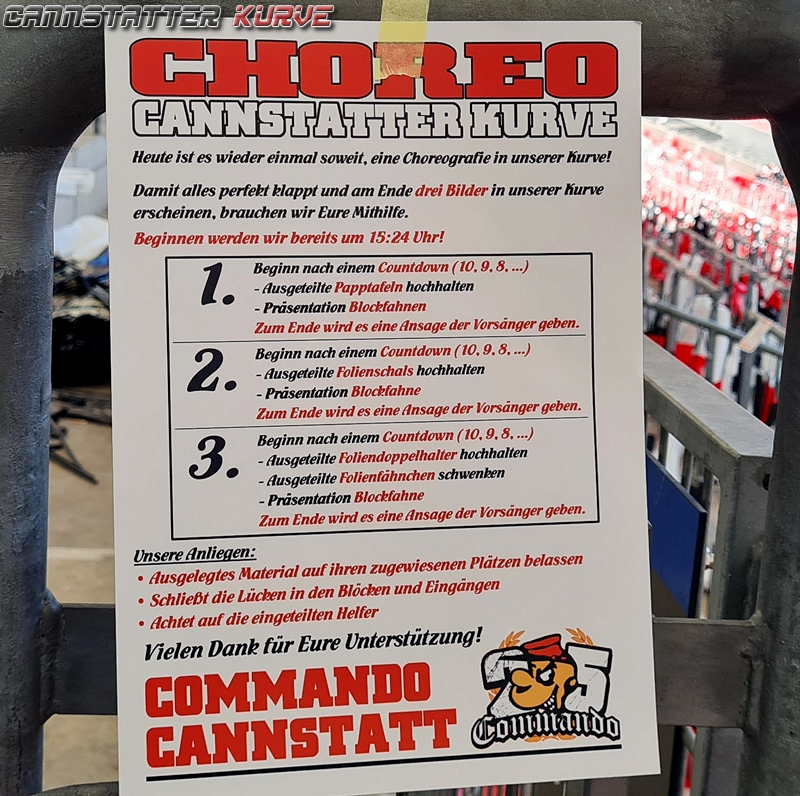 CANNSTATTER KURVE
CHOREO
CANNSTATTER KURVE
Heute ist es wieder einmal soweit, eine Choreografie in unserer Kurve!
Damit alles perfekt klappt und am Ende drei Bilder in unserer Kurve
erscheinen, brauchen wir Eure Mithilfe.
Beginnen werden wir bereits um 15:24 Uhr!
1. Beginn nach einem Countdown (10, 9, 8, ...)
- Ausgeteilte Papptafeln hochhalten
- Präsentation Blockfahnen
Zum Ende wird es eine Ansage der Vorsänger geben.
2. Beginn nach einem Countdown (10, 9, 8, ...)
- Ausgeteilte Folienschals hochhalten
- Präsentation Blockfahne
Zum Ende wird es eine Ansage der Vorsänger geben.
3. Beginn nach einem Countdown (10, 9, 8, ...)
- Ausgeteilte Foliendoppelhalter hochhalten
- Ausgeteilte Folienfähnchen schwenken
- Präsentation Blockfahne
Zum Ende wird es eine Ansage der Vorsänger geben.
Unsere Anliegen:
• Ausgelegtes Material auf ihren zugewiesenen Plätzen belassen
• Schließt die Lücken in den Blöcken und Eingängen
• Achtet auf die eingeteilten Helfer
Vielen Dank für Eure Unterstützung!
COMMANDO
CANNSTATT
25
Commando